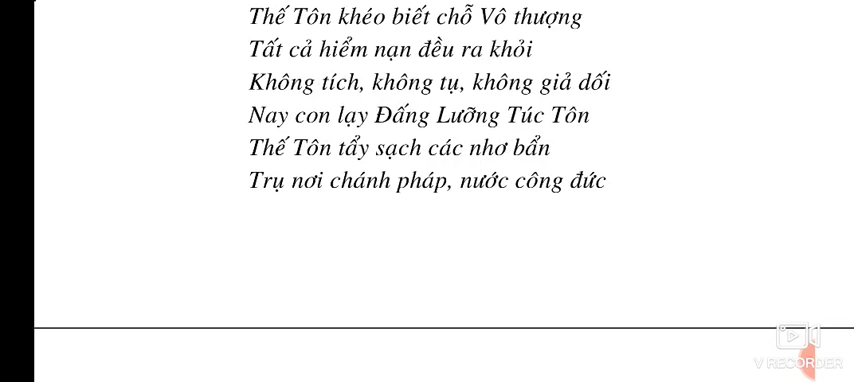 Thế Tôn khéo biết chỗ Vô thượng
Tất cả hiểm nạn đều ra khỏi
Không tích, không tụ, không giả dối
Nay con lạy Đấng Lưỡng Túc Tôn
Thế Tôn tẩy sạch các nhơ bẩn
Trụ nơi chánh pháp, nước công đức
V RECORDER